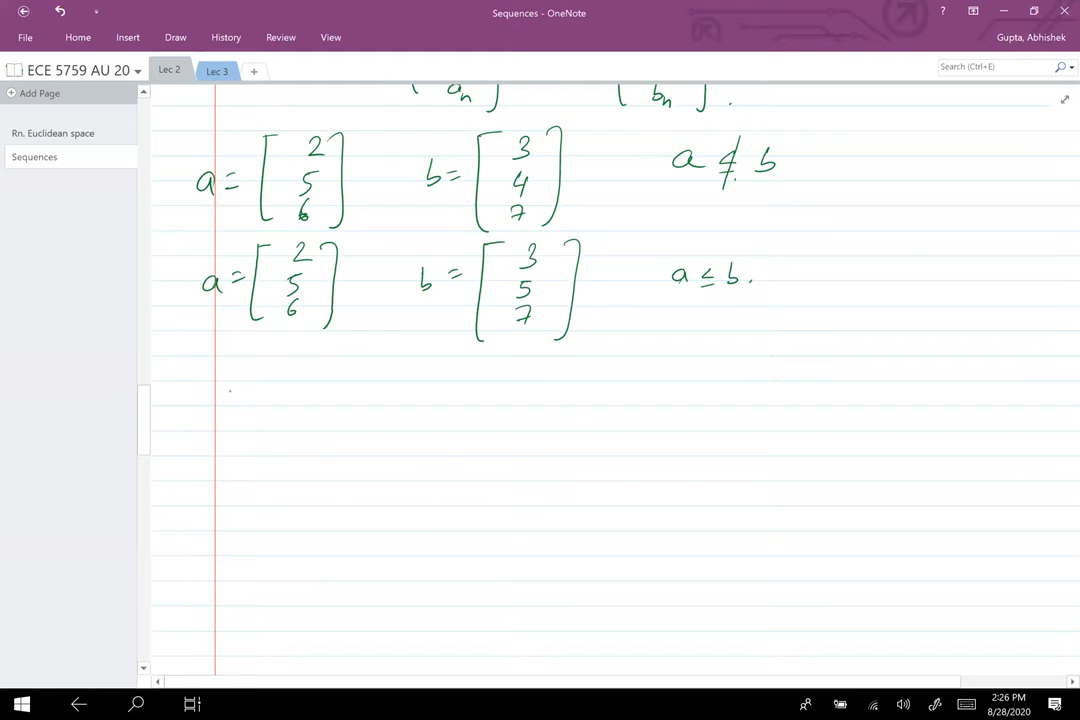 Sequences - OneNote
File Home Insert Draw History Review View Gupta, Abhishek
ECE 5759 AU 20 Lec 2 Lec 3 Search (Ctrl+E)
Add Page
Rn. Euclidean space
Sequences
[ aₙ ] [ bₙ ].
a = [2 5 6] b = [3 4 7] a ≰ b
a = [2 5 6] b = [3 5 7] a ≤ b.
2:26 PM
8/28/2020